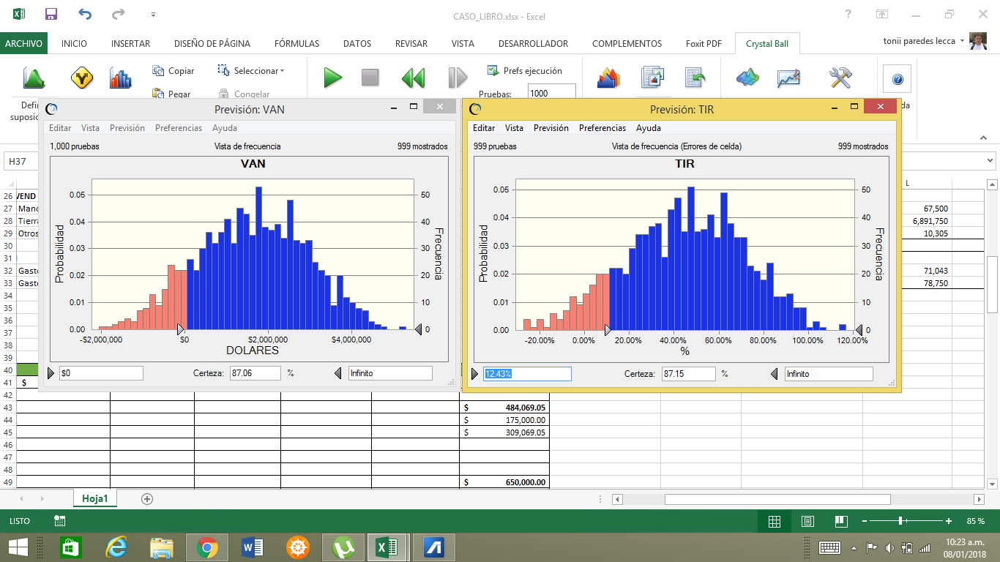 CASO_LIBRO.xlsx - Excel
?
ARCHIVO INICIO INSERTAR DISEÑO DE PÁGINA FÓRMULAS DATOS REVISAR VISTA DESARROLLADOR COMPLEMENTOS Foxit PDF Crystal Ball tonii paredes lecca
Copiar Seleccionar Prefs ejecución
Pegar Congelar Pruebas: 1000
Defi
suposic
da
Previsión: VAN
Editar Vista Previsión Preferencias Ayuda
1,000 pruebas Vista de frecuencia 999 mostrados
VAN
0.05 50
0.04 40
0.03 30
0.02 20
0.01 10
0.00 0
Probabilidad
Frecuencia
-$2,000,000 $0 $2,000,000 $4,000,000
DOLARES
$0 Certeza: 87.06 % Infinito
Previsión: TIR
Editar Vista Previsión Preferencias Ayuda
999 pruebas Vista de frecuencia (Errores de celda) 999 mostrados
TIR
0.05 50
0.04 40
0.03 30
0.02 20
0.01 10
0.00 0
Probabilidad
Frecuencia
-20.00% 0.00% 20.00% 40.00% 60.00% 80.00% 100.00% 120.00%
%
12.43% Certeza: 87.15 % Infinito
H37
L
26 VEND
27 Mano 67,500
28 Tierra 6,891,750
29 Otros 10,305
30
31
32 Gasto 71,043
33 Gasto 78,750
34
35
36
37
38
39
40
41 $
42
43 $ 484,069.05
44 $ 175,000.00
45 $ 309,069.05
46
47
48
49 $ 650,000.00
Hoja1
LISTO 85 %
10:23 a.m.
08/01/2018